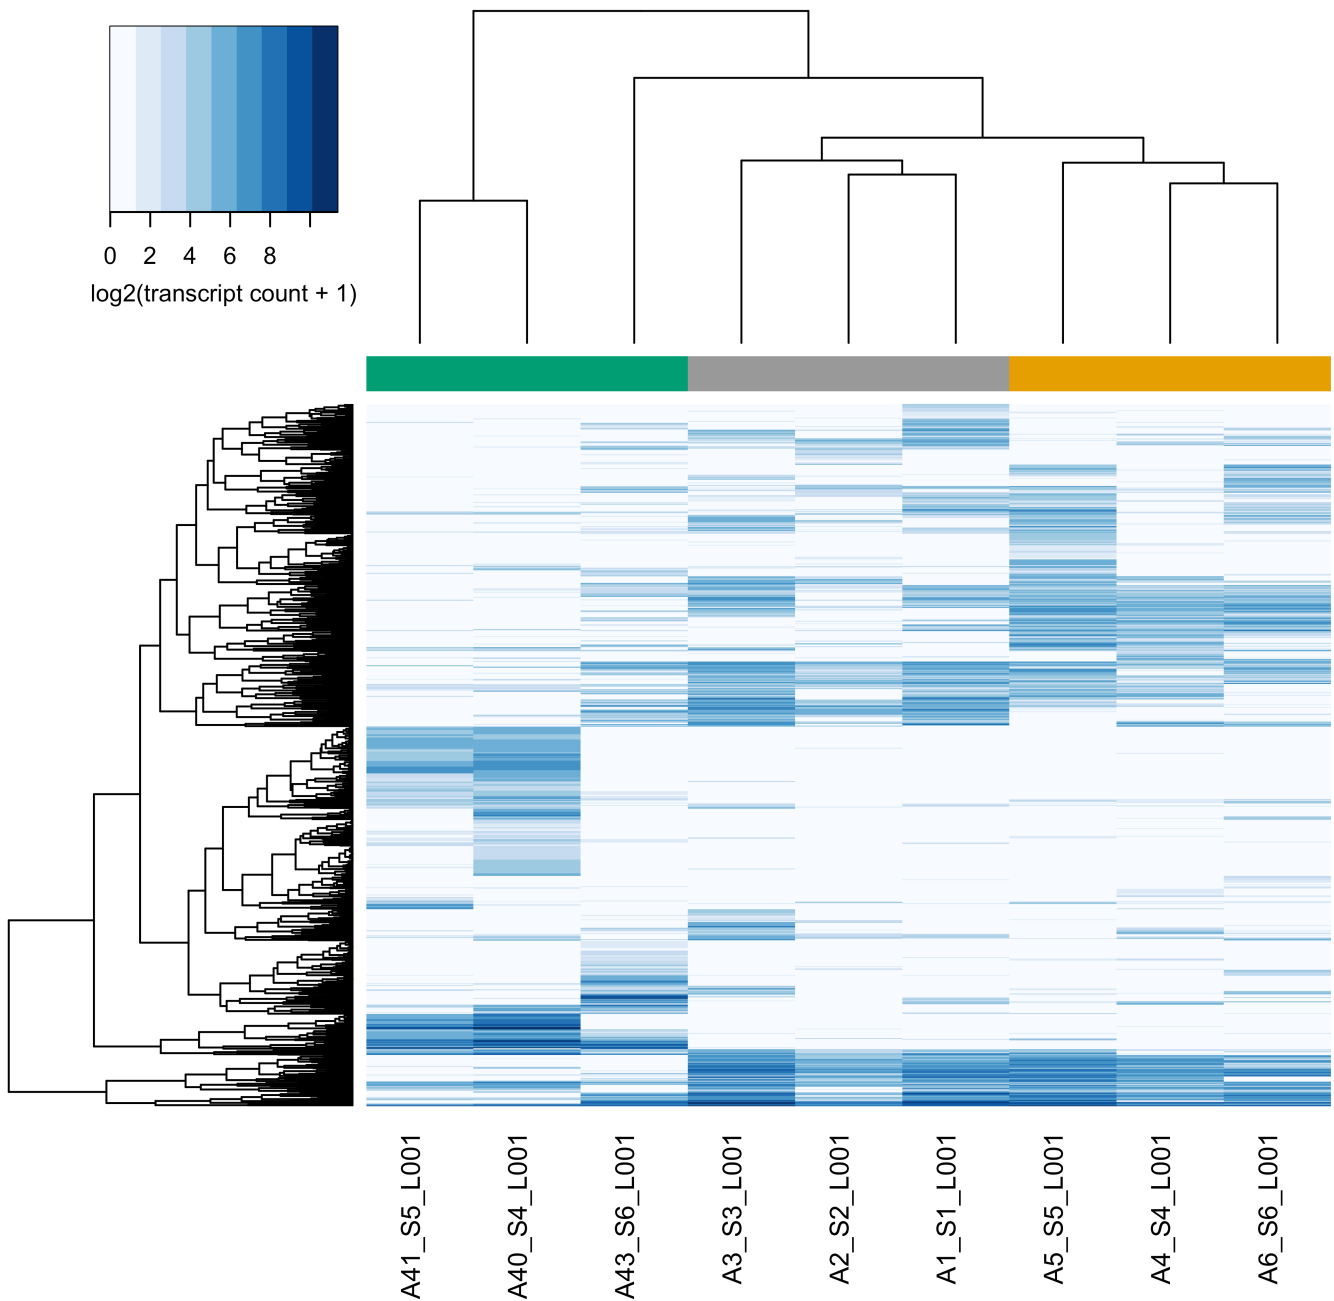 0 2 4 6 8
log2(transcript count + 1)
A41_S5_L001
A40_S4_L001
A43_S6_L001
A3_S3_L001
A2_S2_L001
A1_S1_L001
A5_S5_L001
A4_S4_L001
A6_S6_L001